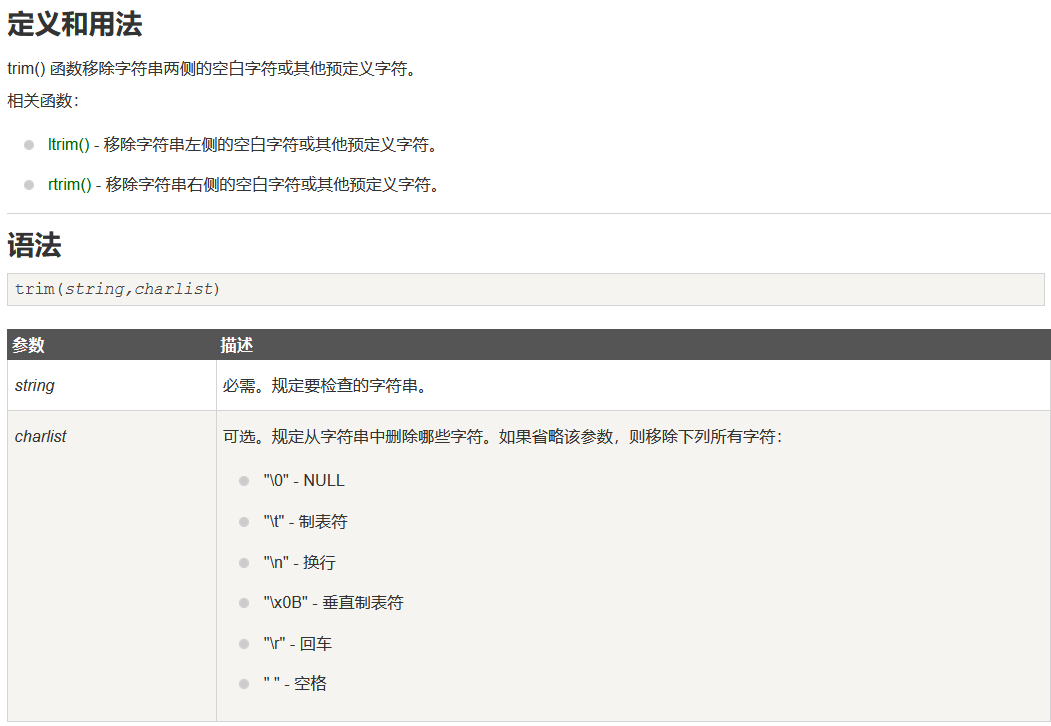 定义和用法
trim() 函数移除字符串两侧的空白字符或其他预定义字符。
相关函数：
ltrim() - 移除字符串左侧的空白字符或其他预定义字符。
rtrim() - 移除字符串右侧的空白字符或其他预定义字符。
语法
trim(string,charlist)
参数 描述
string 必需。规定要检查的字符串。
charlist 可选。规定从字符串中删除哪些字符。如果省略该参数，则移除下列所有字符：
"\0" - NULL
"\t" - 制表符
"\n" - 换行
"\x0B" - 垂直制表符
"\r" - 回车
" " - 空格